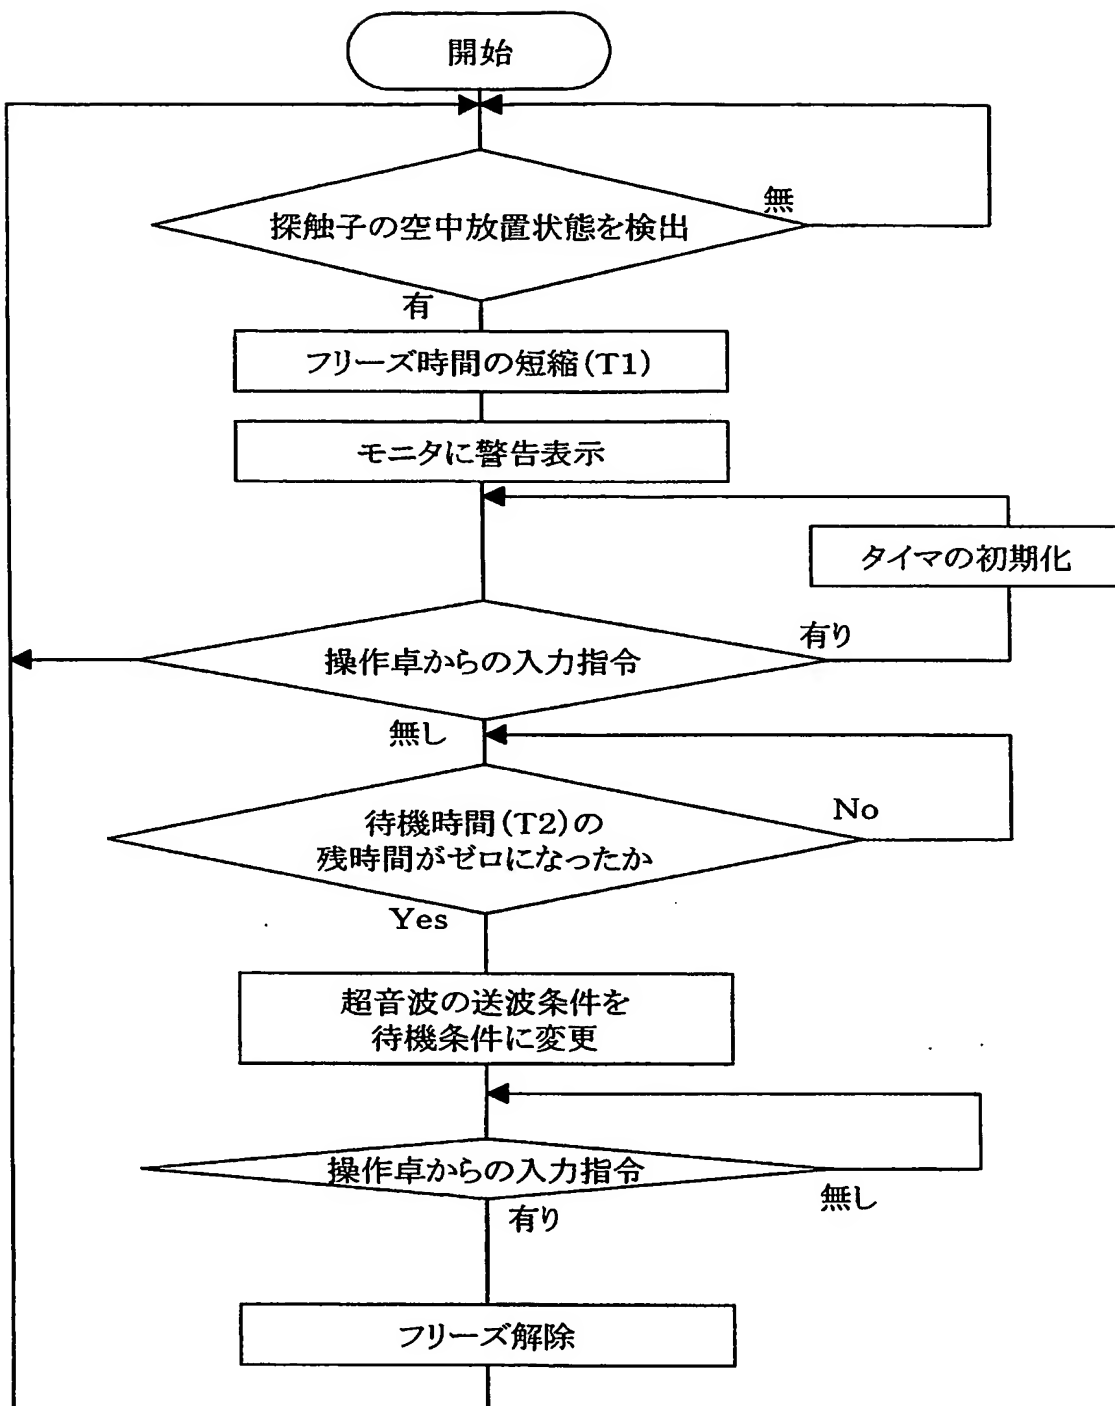 開始
探触子の空中放置状態を検出
無
有
フリーズ時間の短縮(T1)
モニタに警告表示
タイマの初期化
有り
操作卓からの入力指令
無し
No
待機時間(T2)の
残時間がゼロになったか
Yes
超音波の送波条件を
待機条件に変更
操作卓からの入力指令
無し
有り
フリーズ解除